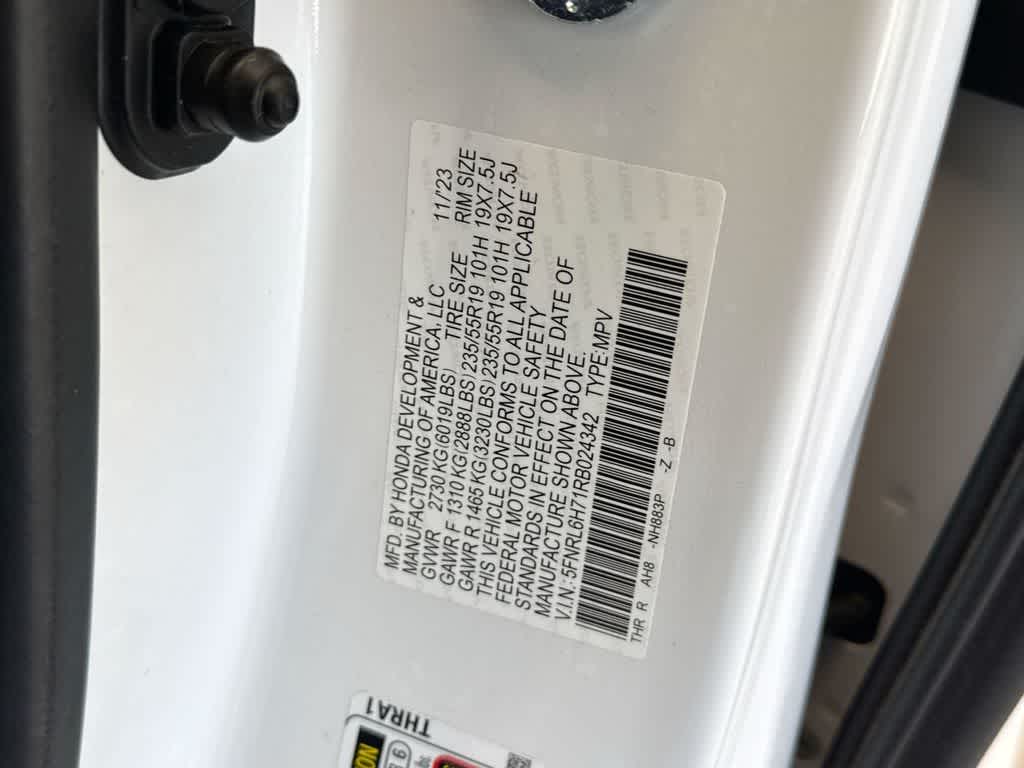 MFD. BY HONDA DEVELOPMENT &
MANUFACTURING OF AMERICA, LLC 11/23
GVWR 2730 KG(6019LBS) TIRE SIZE RIM SIZE
GAWR F 1310 KG(2888LBS) 235/55R19 101H 19X7.5J
GAWR R 1465 KG(3230LBS) 235/55R19 101H 19X7.5J
THIS VEHICLE CONFORMS TO ALL APPLICABLE
FEDERAL MOTOR VEHICLE SAFETY
STANDARDS IN EFFECT ON THE DATE OF
MANUFACTURE SHOWN ABOVE.
V.I.N.:5FNRL6H71RB024342 TYPE:MPV
THR R AH8 -NH883P Z -B
THRA1
NO